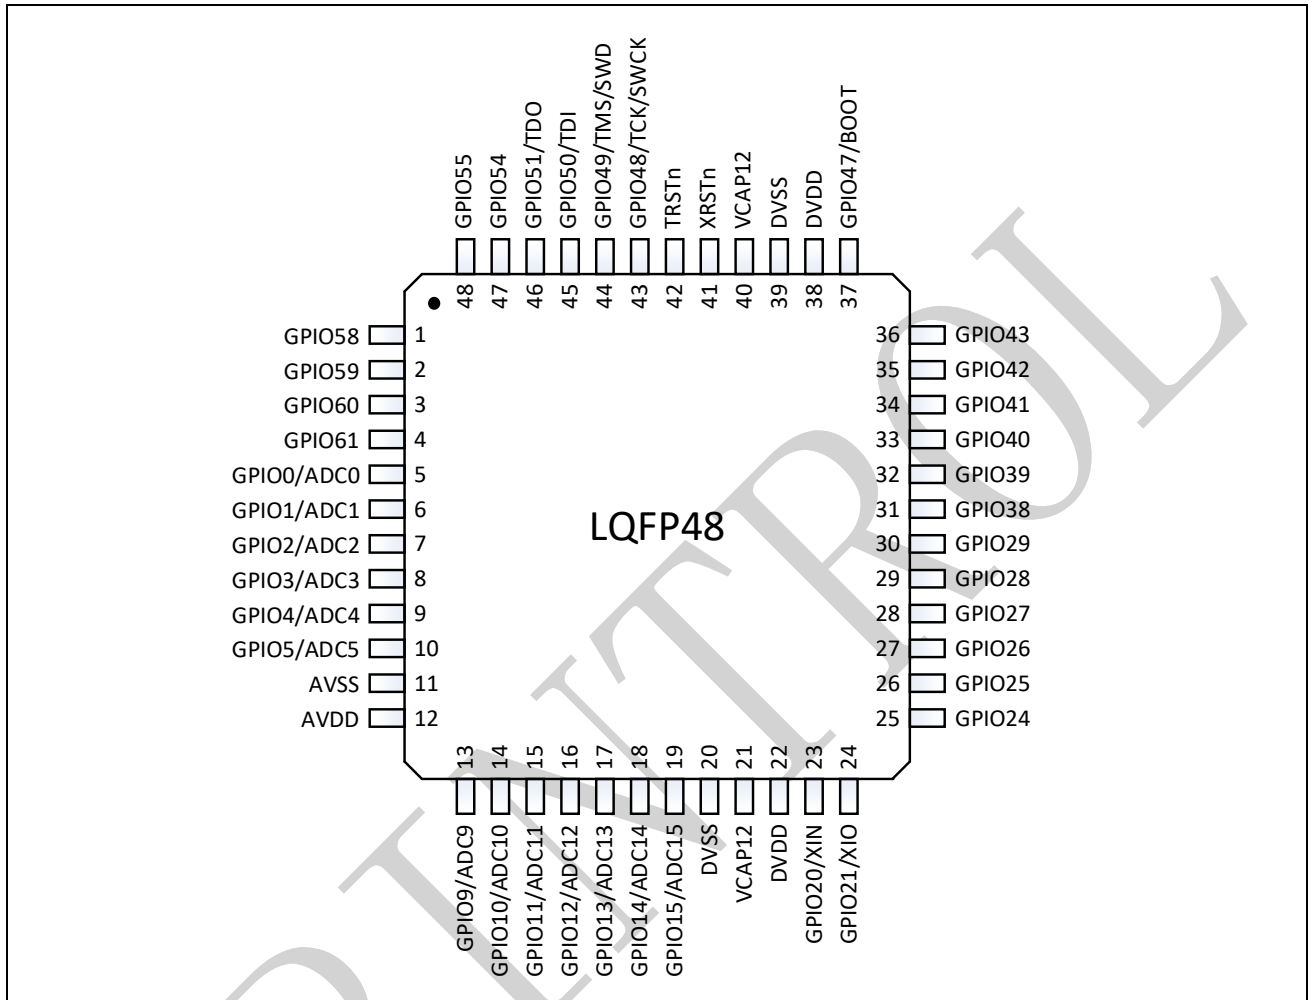 GPIO55
GPIO54
GPIO51/TDO
GPIO50/TDI
GPIO49/TMS/SWD
GPIO48/TCK/SWCK
TRSTn
XRSTn
VCAP12
DVSS
DVDD
GPIO47/BOOT
48
47
46
45
44
43
42
41
40
39
38
37
GPIO58 1
GPIO59 2
GPIO60 3
GPIO61 4
GPIO0/ADC0 5
GPIO1/ADC1 6
GPIO2/ADC2 7
GPIO3/ADC3 8
GPIO4/ADC4 9
GPIO5/ADC5 10
AVSS 11
AVDD 12
LQFP48
36 GPIO43
35 GPIO42
34 GPIO41
33 GPIO40
32 GPIO39
31 GPIO38
30 GPIO29
29 GPIO28
28 GPIO27
27 GPIO26
26 GPIO25
25 GPIO24
13
14
15
16
17
18
19
20
21
22
23
24
GPIO9/ADC9
GPIO10/ADC10
GPIO11/ADC11
GPIO12/ADC12
GPIO13/ADC13
GPIO14/ADC14
GPIO15/ADC15
DVSS
VCAP12
DVDD
GPIO20/XIN
GPIO21/XIO
INTROL